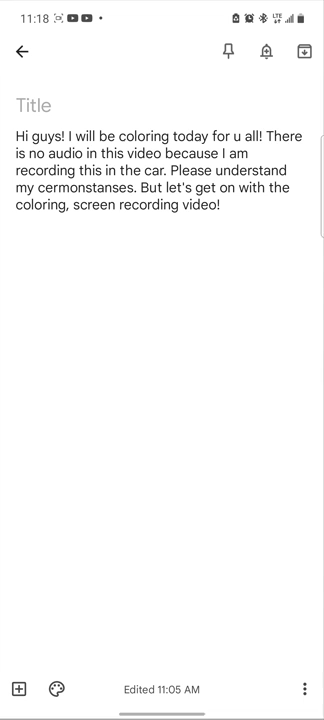 11:18
LTE
Title
Hi guys! I will be coloring today for u all! There
is no audio in this video because I am
recording this in the car. Please understand
my cermonstanses. But let's get on with the
coloring, screen recording video!
Edited 11:05 AM